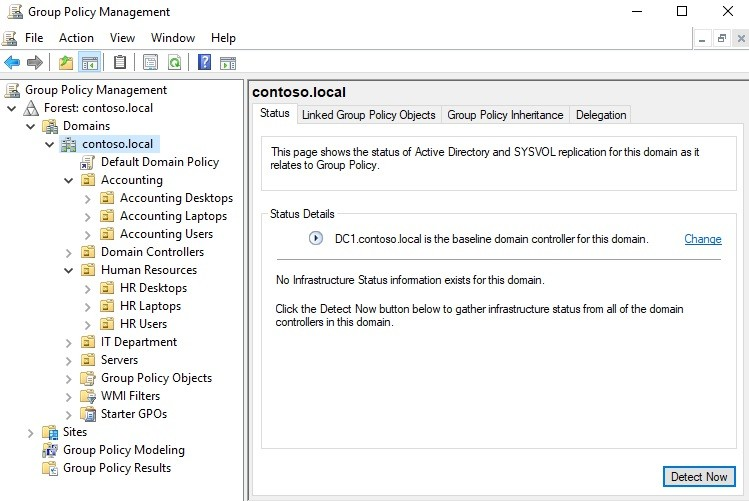 Group Policy Management
File Action View Window Help
Group Policy Management
Forest: contoso.local
Domains
contoso.local
Default Domain Policy
Accounting
Accounting Desktops
Accounting Laptops
Accounting Users
Domain Controllers
Human Resources
HR Desktops
HR Laptops
HR Users
IT Department
Servers
Group Policy Objects
WMI Filters
Starter GPOs
Sites
Group Policy Modeling
Group Policy Results
contoso.local
Status Linked Group Policy Objects Group Policy Inheritance Delegation
This page shows the status of Active Directory and SYSVOL replication for this domain as it
relates to Group Policy.
Status Details
DC1.contoso.local is the baseline domain controller for this domain. Change
No Infrastructure Status information exists for this domain.
Click the Detect Now button below to gather infrastructure status from all of the domain
controllers in this domain.
Detect Now